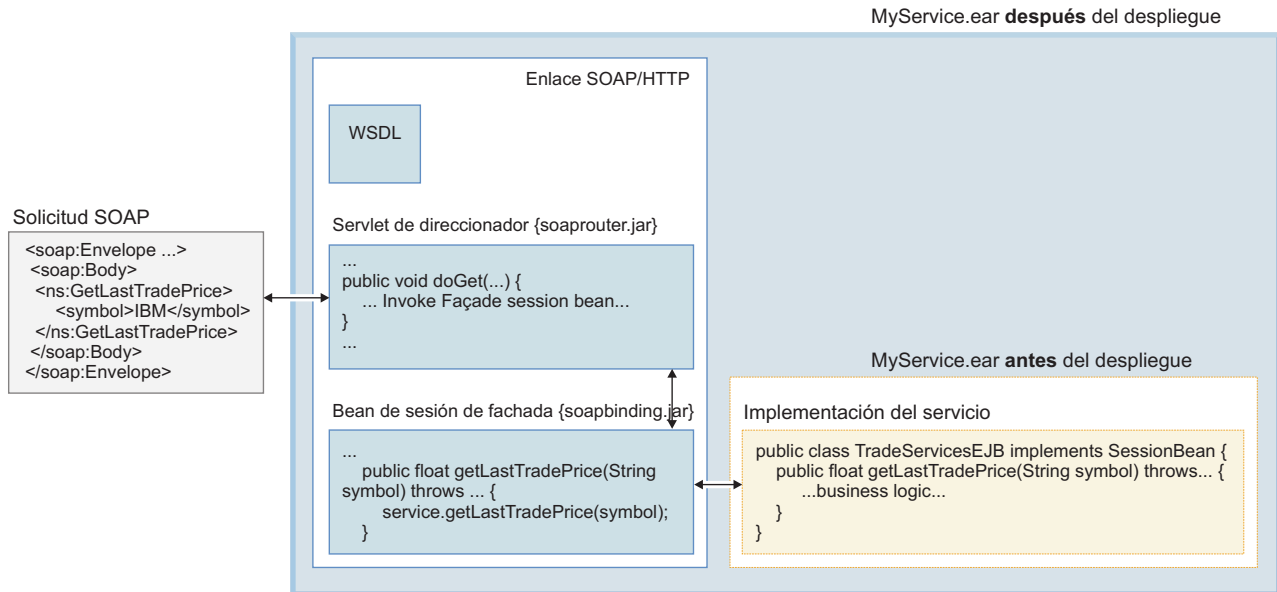 MyService.ear después del despliegue
Enlace SOAP/HTTP
WSDL
Solicitud SOAP
<soap:Envelope ...>
<soap:Body>
<ns:GetLastTradePrice>
<symbol>IBM</symbol>
</ns:GetLastTradePrice>
</soap:Body>
</soap:Envelope>
Servlet de direccionador {soaprouter.jar}
...
public void doGet(...) {
... Invoke Façade session bean...
}
...
Bean de sesión de fachada {soapbinding.jar}
...
public float getLastTradePrice(String
symbol) throws ... {
service.getLastTradePrice(symbol);
}
MyService.ear antes del despliegue
Implementación del servicio
public class TradeServicesEJB implements SessionBean {
public float getLastTradePrice(String symbol) throws... {
...business logic...
}
}